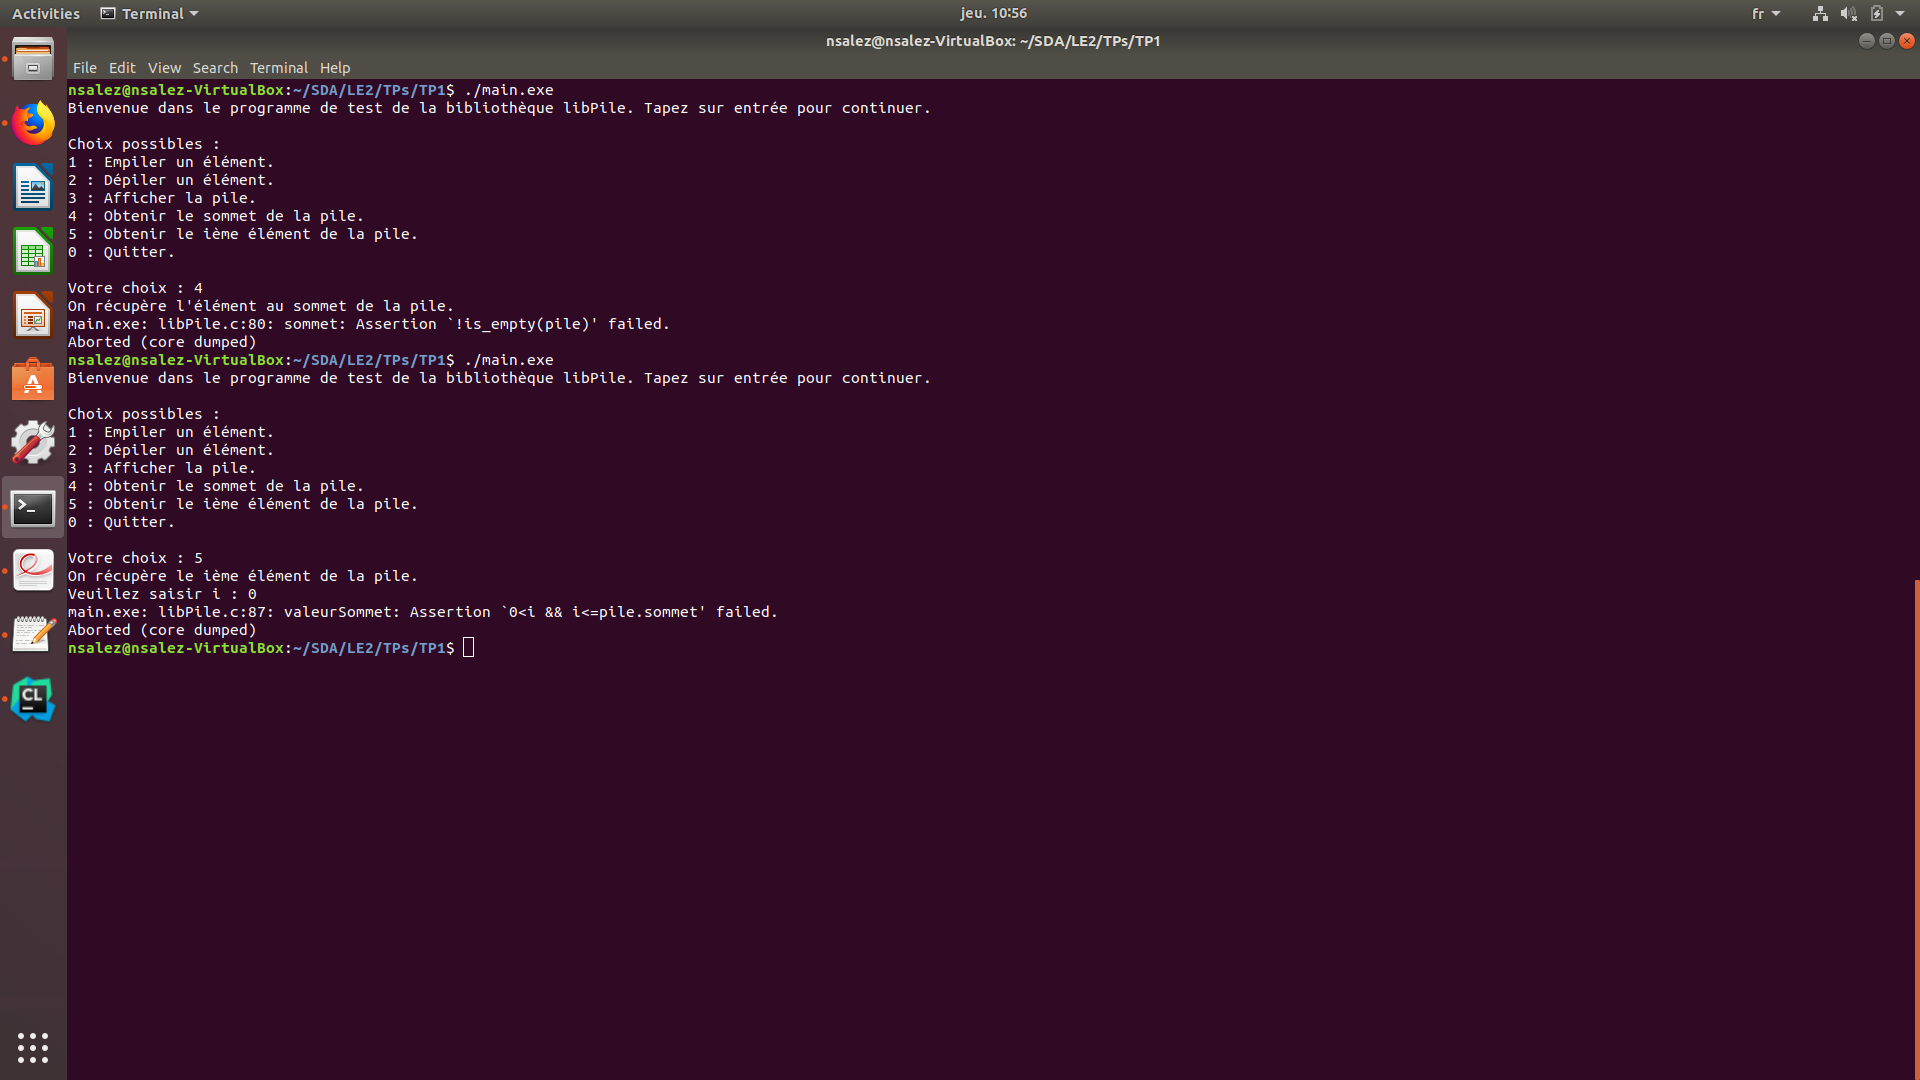 Activities Terminal jeu. 10:56 fr
nsalez@nsalez-VirtualBox: ~/SDA/LE2/TPs/TP1
File Edit View Search Terminal Help
nsalez@nsalez-VirtualBox:~/SDA/LE2/TPs/TP1$ ./main.exe
Bienvenue dans le programme de test de la bibliothèque libPile. Tapez sur entrée pour continuer.
Choix possibles :
1 : Empiler un élément.
2 : Dépiler un élément.
3 : Afficher la pile.
4 : Obtenir le sommet de la pile.
5 : Obtenir le ième élément de la pile.
0 : Quitter.
Votre choix : 4
On récupère l'élément au sommet de la pile.
main.exe: libPile.c:80: sommet: Assertion `!is_empty(pile)' failed.
Aborted (core dumped)
nsalez@nsalez-VirtualBox:~/SDA/LE2/TPs/TP1$ ./main.exe
Bienvenue dans le programme de test de la bibliothèque libPile. Tapez sur entrée pour continuer.
Choix possibles :
1 : Empiler un élément.
2 : Dépiler un élément.
3 : Afficher la pile.
4 : Obtenir le sommet de la pile.
5 : Obtenir le ième élément de la pile.
0 : Quitter.
Votre choix : 5
On récupère le ième élément de la pile.
Veuillez saisir i : 0
main.exe: libPile.c:87: valeurSommet: Assertion `0<i && i<=pile.sommet' failed.
Aborted (core dumped)
nsalez@nsalez-VirtualBox:~/SDA/LE2/TPs/TP1$
CL